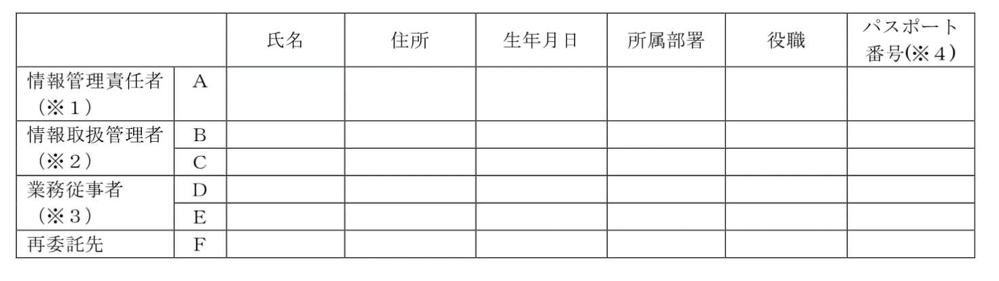 氏名 住所 生年月日 所属部署 役職 パスポート
番号(※４)
情報管理責任者 Ａ
（※１）
情報取扱管理者 Ｂ
（※２） Ｃ
業務従事者 Ｄ
（※３） Ｅ
再委託先 Ｆ